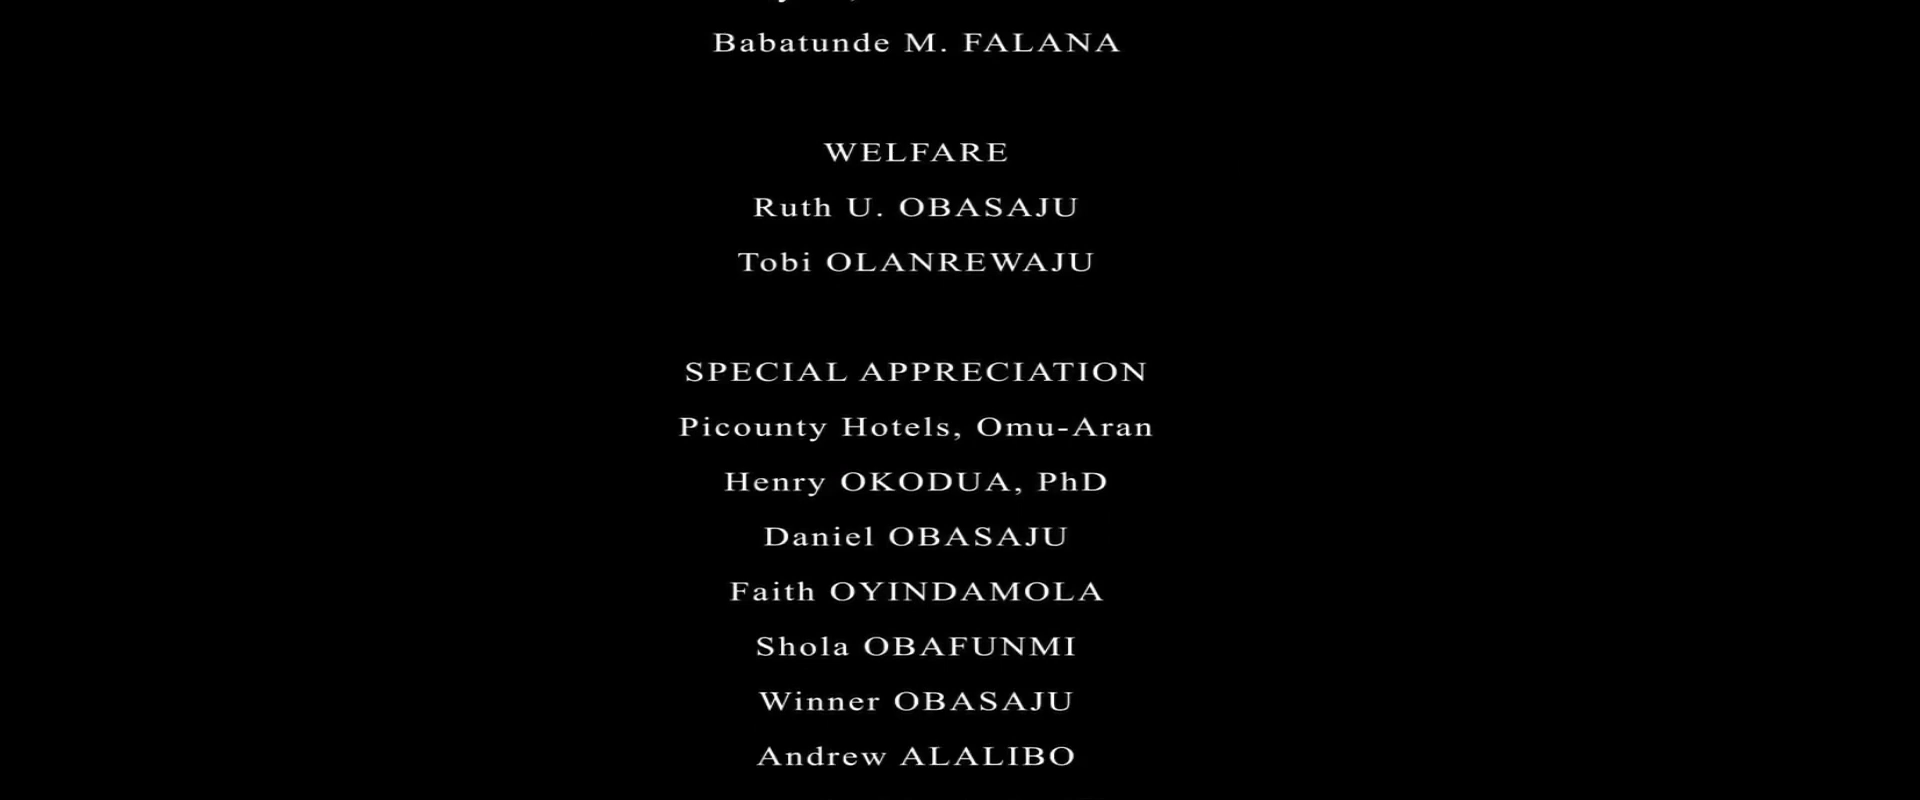 Babatunde M. FALANA
WELFARE
Ruth U. OBASAJU
Tobi OLANREWAJU
SPECIAL APPRECIATION
Picounty Hotels, Omu-Aran
Henry OKODUA, PhD
Daniel OBASAJU
Faith OYINDAMOLA
Shola OBAFUNMI
Winner OBASAJU
Andrew ALALIBO